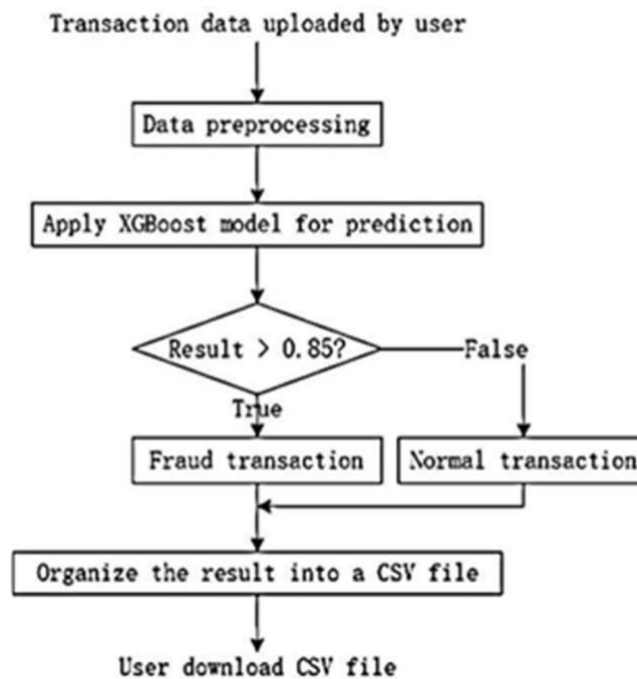 Transaction data uploaded by user
Data preprocessing
Apply XGBoost model for prediction
Result > 0.85?
False
True
Fraud transaction
Normal transaction
Organize the result into a CSV file
User download CSV file